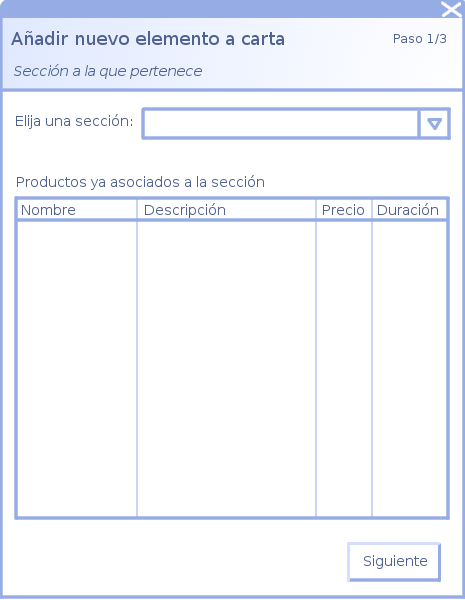 Añadir nuevo elemento a carta
Paso 1/3
Sección a la que pertenece
Elija una sección:
Productos ya asociados a la sección
Nombre Descripción Precio Duración
Siguiente